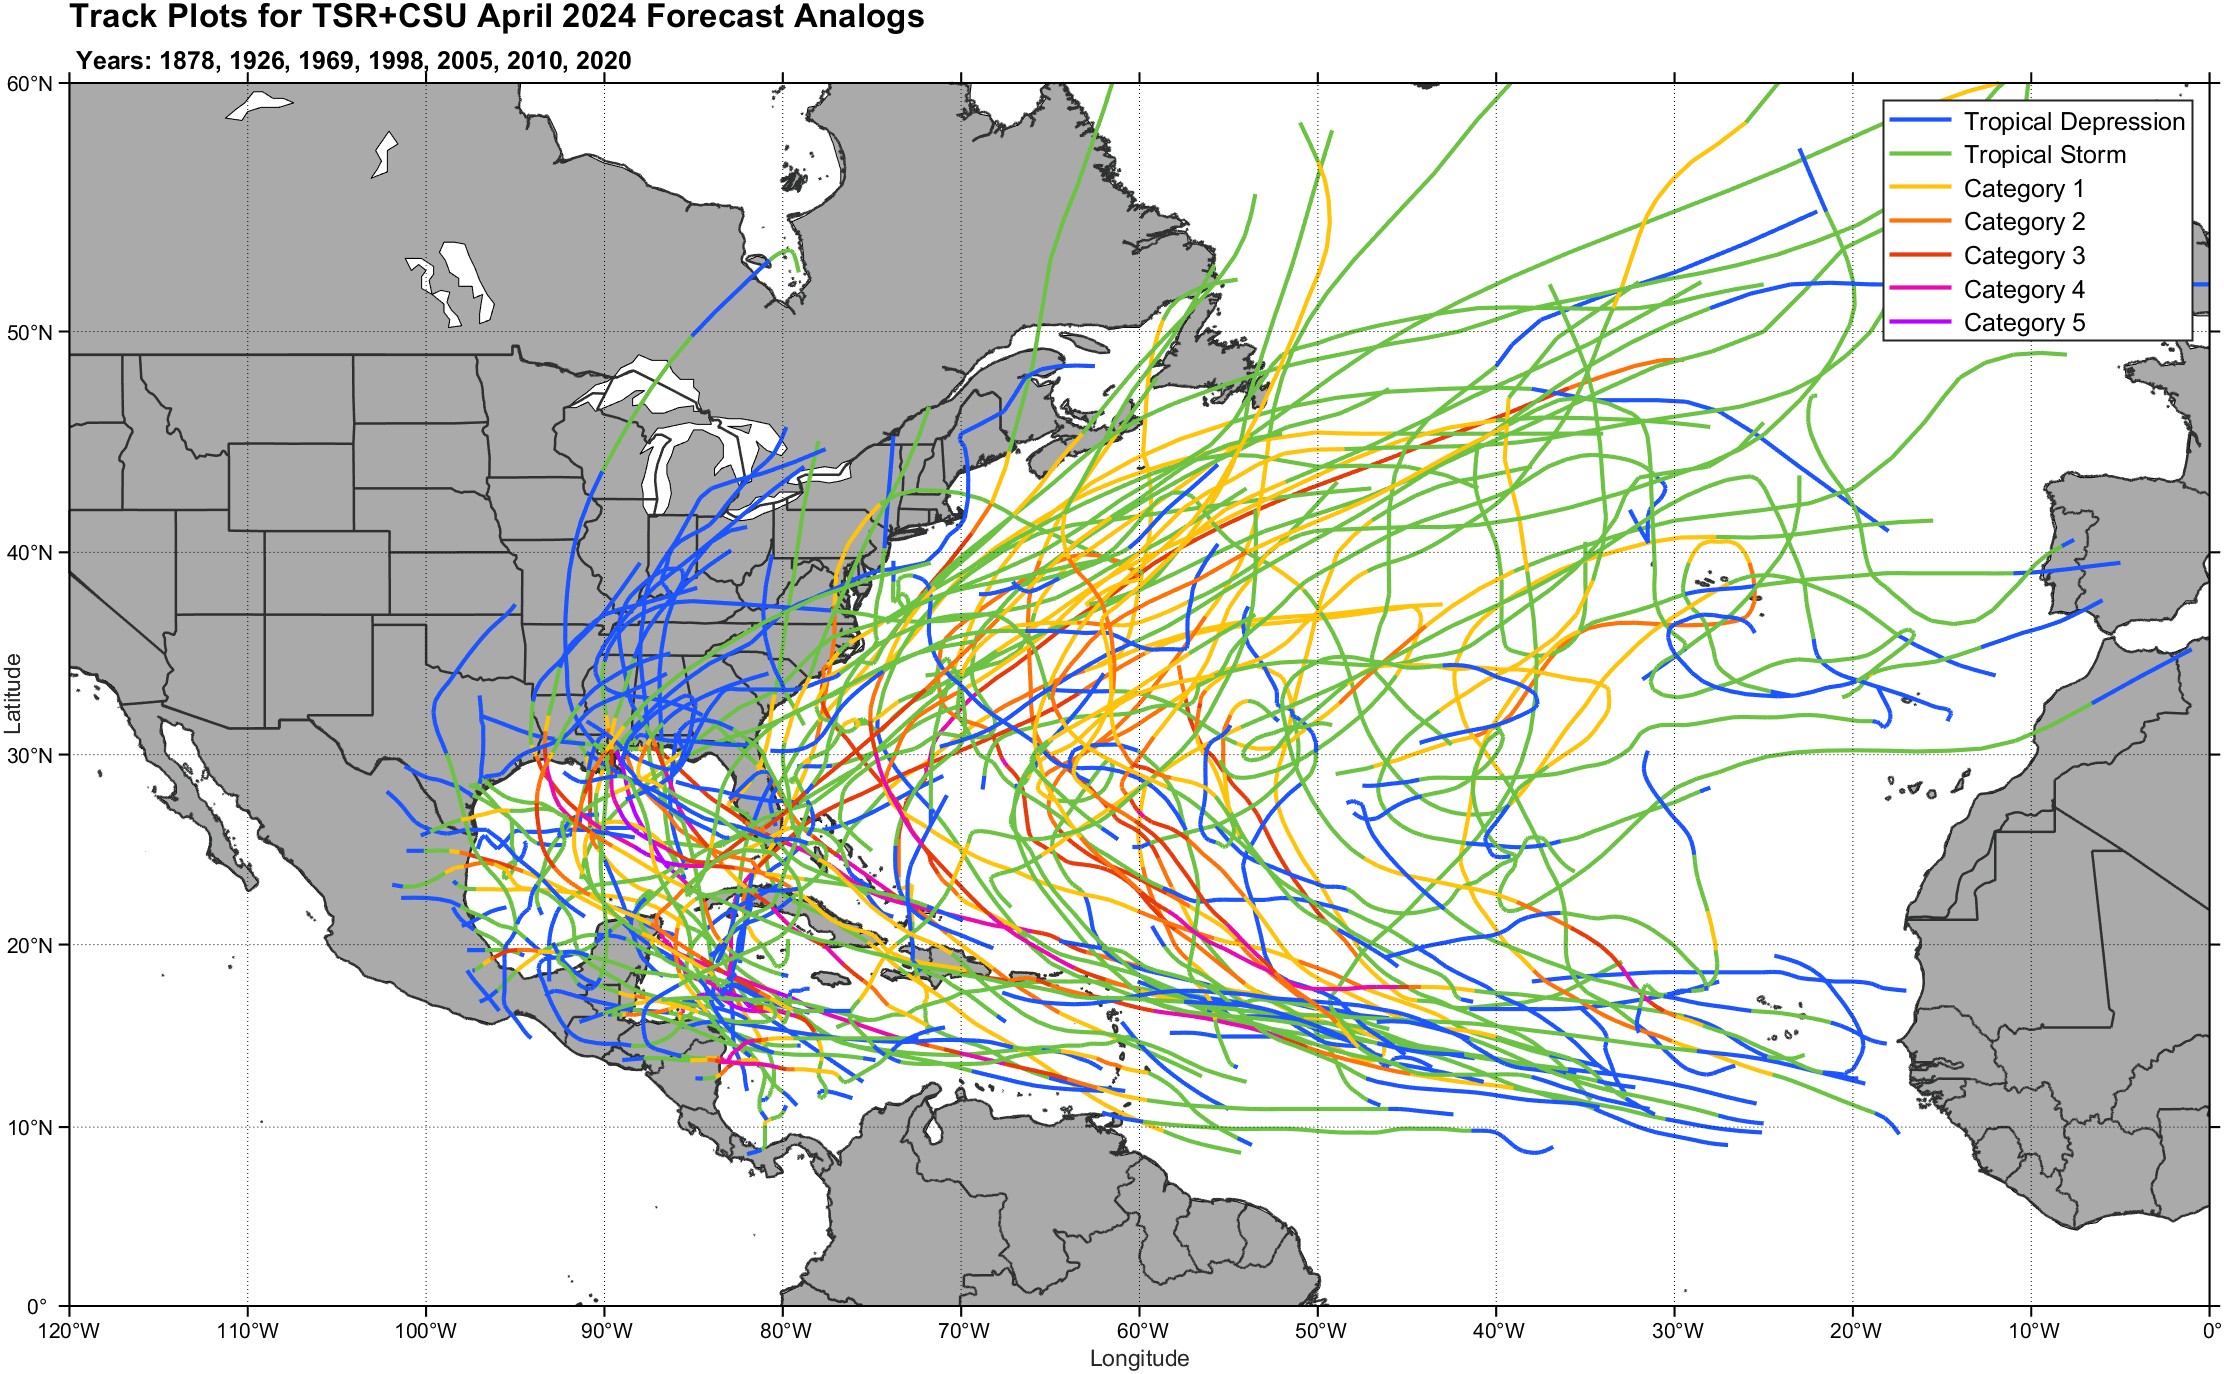 Track Plots for TSR+CSU April 2024 Forecast Analogs
Years: 1878, 1926, 1969, 1998, 2005, 2010, 2020
60°N
50°N
40°N
30°N
20°N
10°N
0°
Latitude
Tropical Depression
Tropical Storm
Category 1
Category 2
Category 3
Category 4
Category 5
120°W 110°W 100°W 90°W 80°W 70°W 60°W 50°W 40°W 30°W 20°W 10°W 0°
Longitude